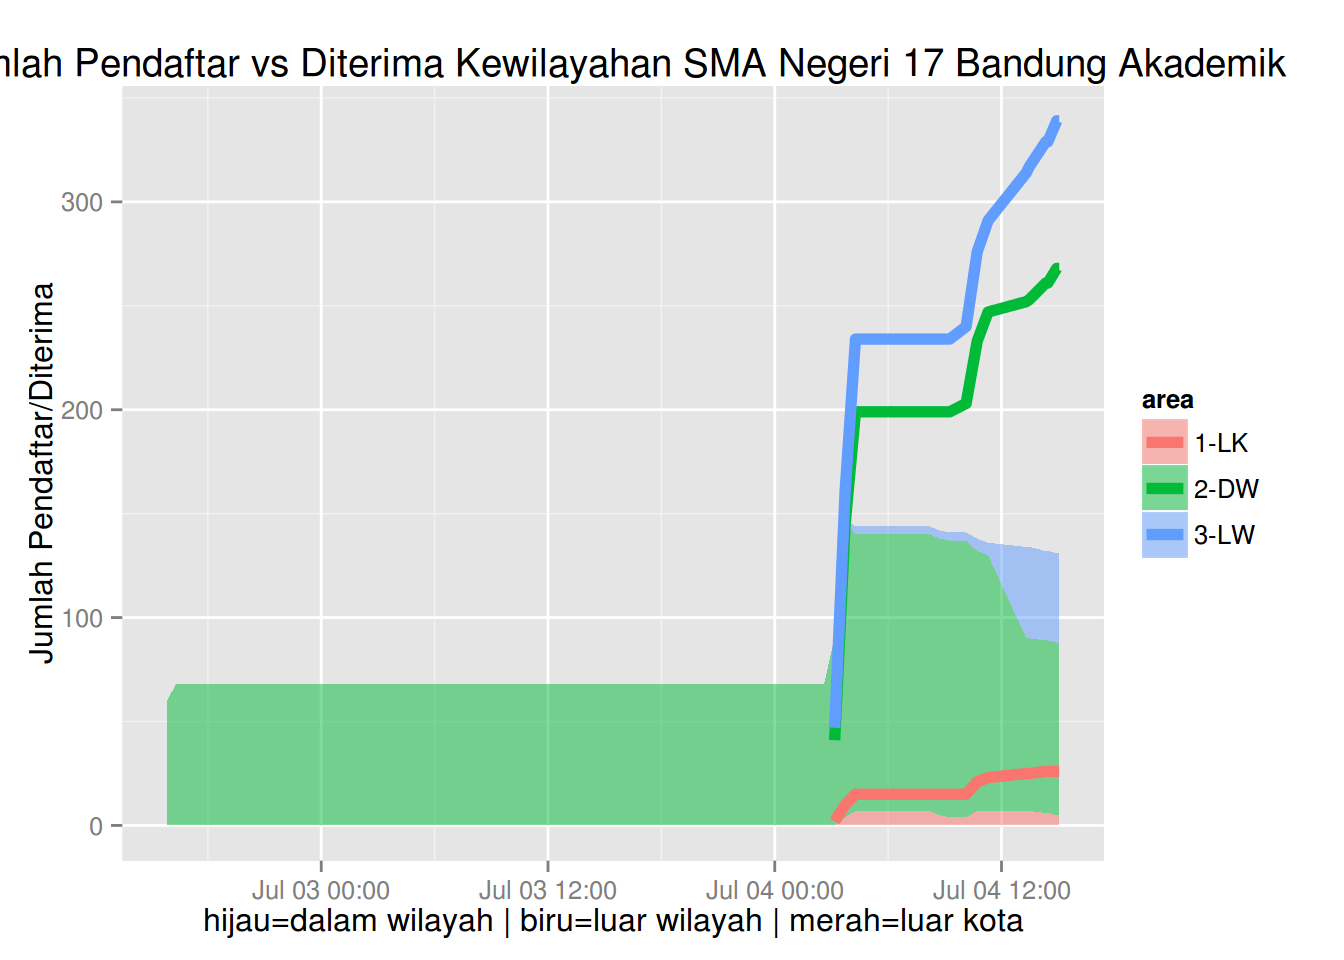 mlah Pendaftar vs Diterima Kewilayahan SMA Negeri 17 Bandung Akademik
Jumlah Pendaftar/Diterima
300
200
100
0
Jul 03 00:00 Jul 03 12:00 Jul 04 00:00 Jul 04 12:00
hijau=dalam wilayah | biru=luar wilayah | merah=luar kota
area
1-LK
2-DW
3-LW